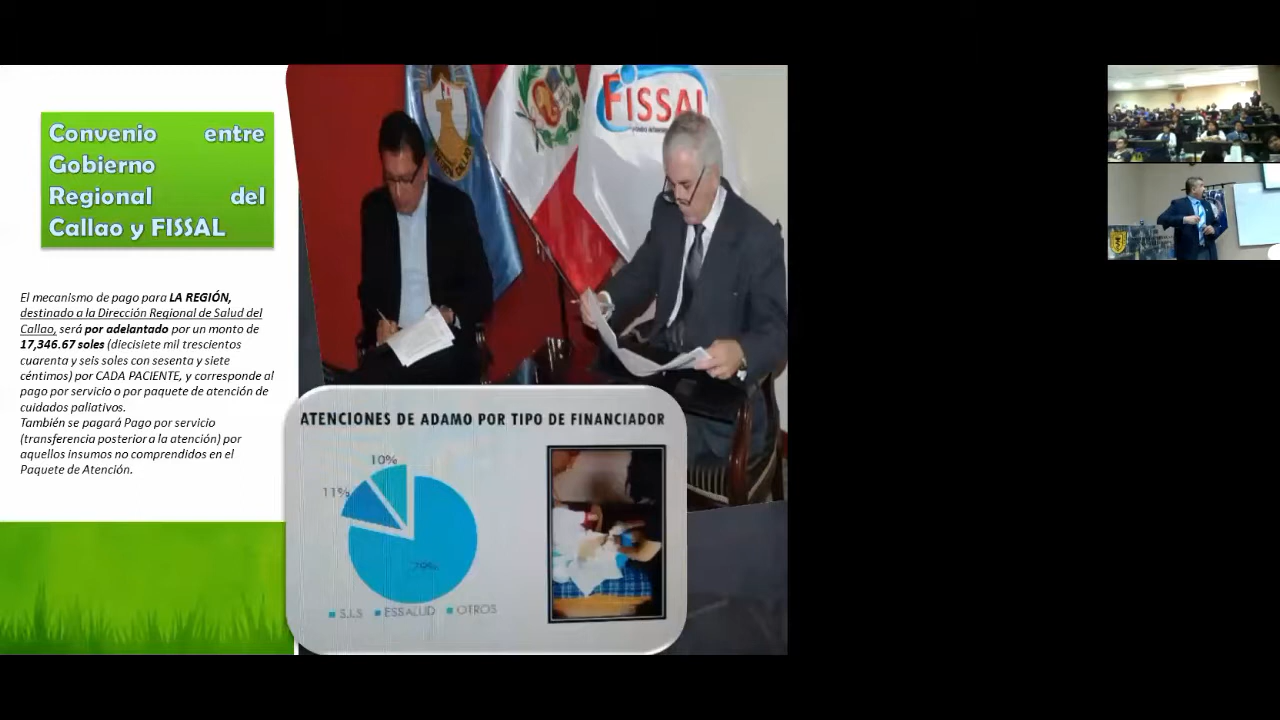 Convenio entre
Gobierno
Regional del
Callao y FISSAL
El mecanismo de pago para LA REGIÓN,
destinado a la Dirección Regional de Salud del
Callao, será por adelantado por un monto de
17,346.67 soles (diecisiete mil trescientos
cuarenta y seis soles con sesenta y siete
céntimos) por CADA PACIENTE, y corresponde al
pago por servicio o por paquete de atención de
cuidados paliativos.
También se pagará Pago por servicio
(transferencia posterior a la atención) por
aquellos insumos no comprendidos en el
Paquete de Atención.
FISSAL
ATENCIONES DE ADAMO POR TIPO DE FINANCIADOR
10%
11%
79%
S.I.S ESSALUD OTROS